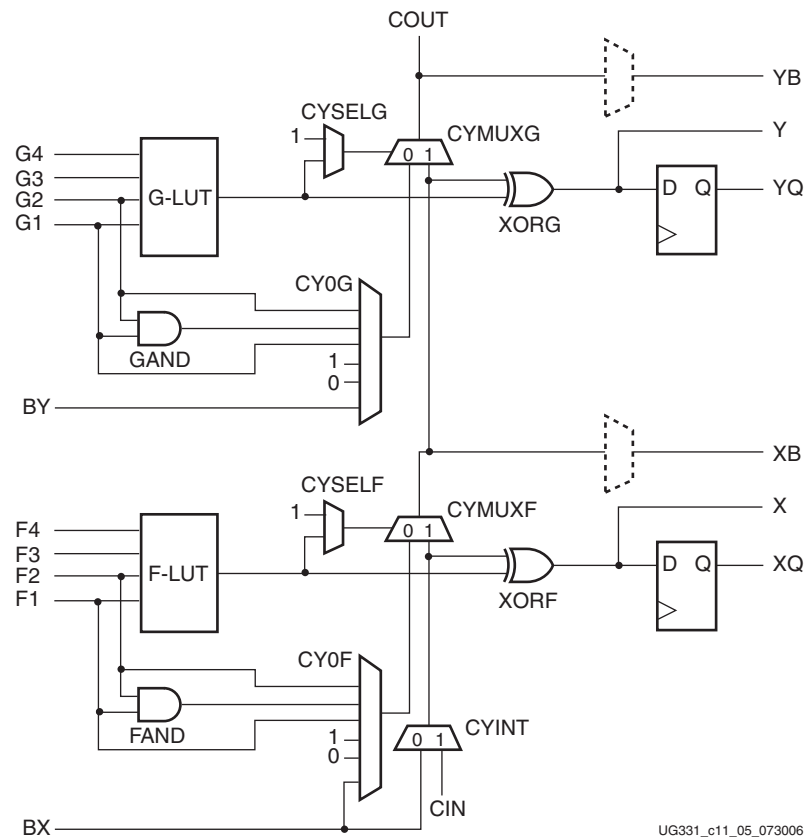 COUT
YB
CYSELG
1
CYMUXG
0 1
Y
G4
G3
G2
G1
G-LUT
D Q
YQ
XORG
CY0G
GAND
1
0
BY
XB
CYSELF
1
CYMUXF
0 1
X
F4
F3
F2
F1
F-LUT
D Q
XQ
XORF
CY0F
FAND
1
0
CYINT
0 1
CIN
BX
UG331_c11_05_073006